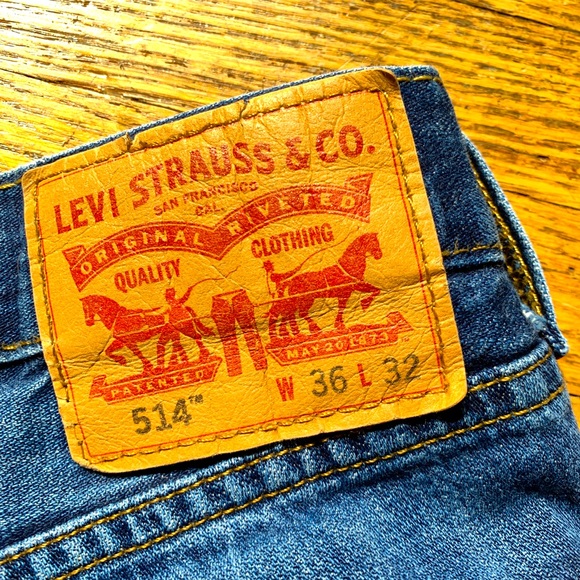 LEVI STRAUSS & CO.
SAN FRANCISCO
CAL.
ORIGINAL RIVETED
QUALITY CLOTHING
PATENTED MAY 20 1873
514™ W 36 L 32